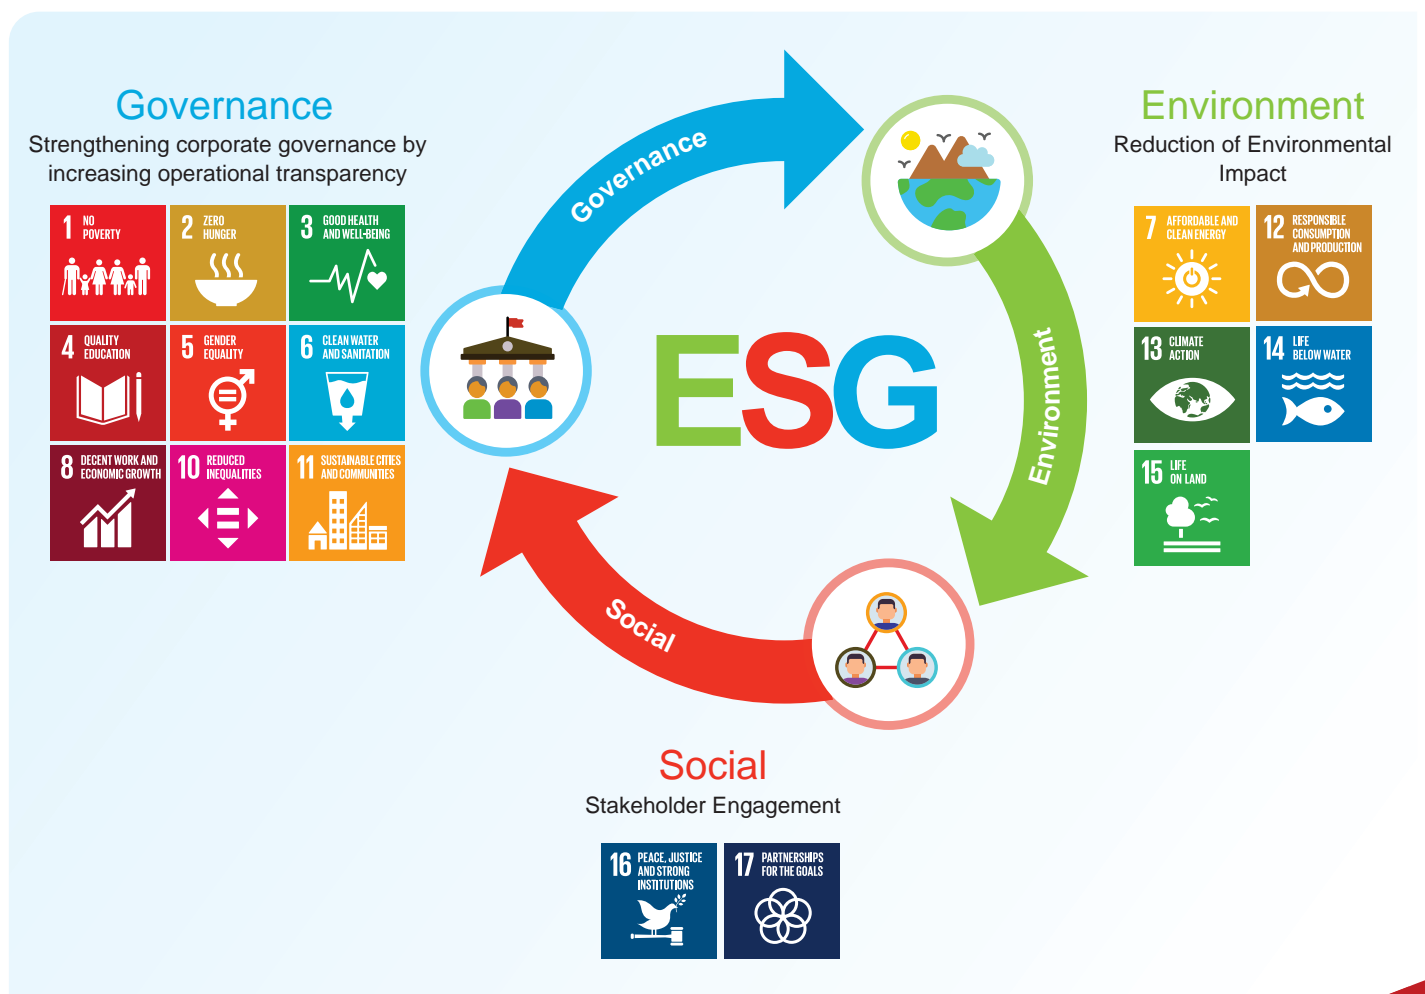 Governance
Strengthening corporate governance by
increasing operational transparency
1 NO
POVERTY
2 ZERO
HUNGER
3 GOOD HEALTH
AND WELL-BEING
4 QUALITY
EDUCATION
5 GENDER
EQUALITY
6 CLEAN WATER
AND SANITATION
8 DECENT WORK AND
ECONOMIC GROWTH
10 REDUCED
INEQUALITIES
11 SUSTAINABLE CITIES
AND COMMUNITIES
Governance
ESG
Environment
Social
Environment
Reduction of Environmental
Impact
7 AFFORDABLE AND
CLEAN ENERGY
12 RESPONSIBLE
CONSUMPTION
AND PRODUCTION
13 CLIMATE
ACTION
14 LIFE
BELOW WATER
15 LIFE
ON LAND
Social
Stakeholder Engagement
16 PEACE, JUSTICE
AND STRONG
INSTITUTIONS
17 PARTNERSHIPS
FOR THE GOALS